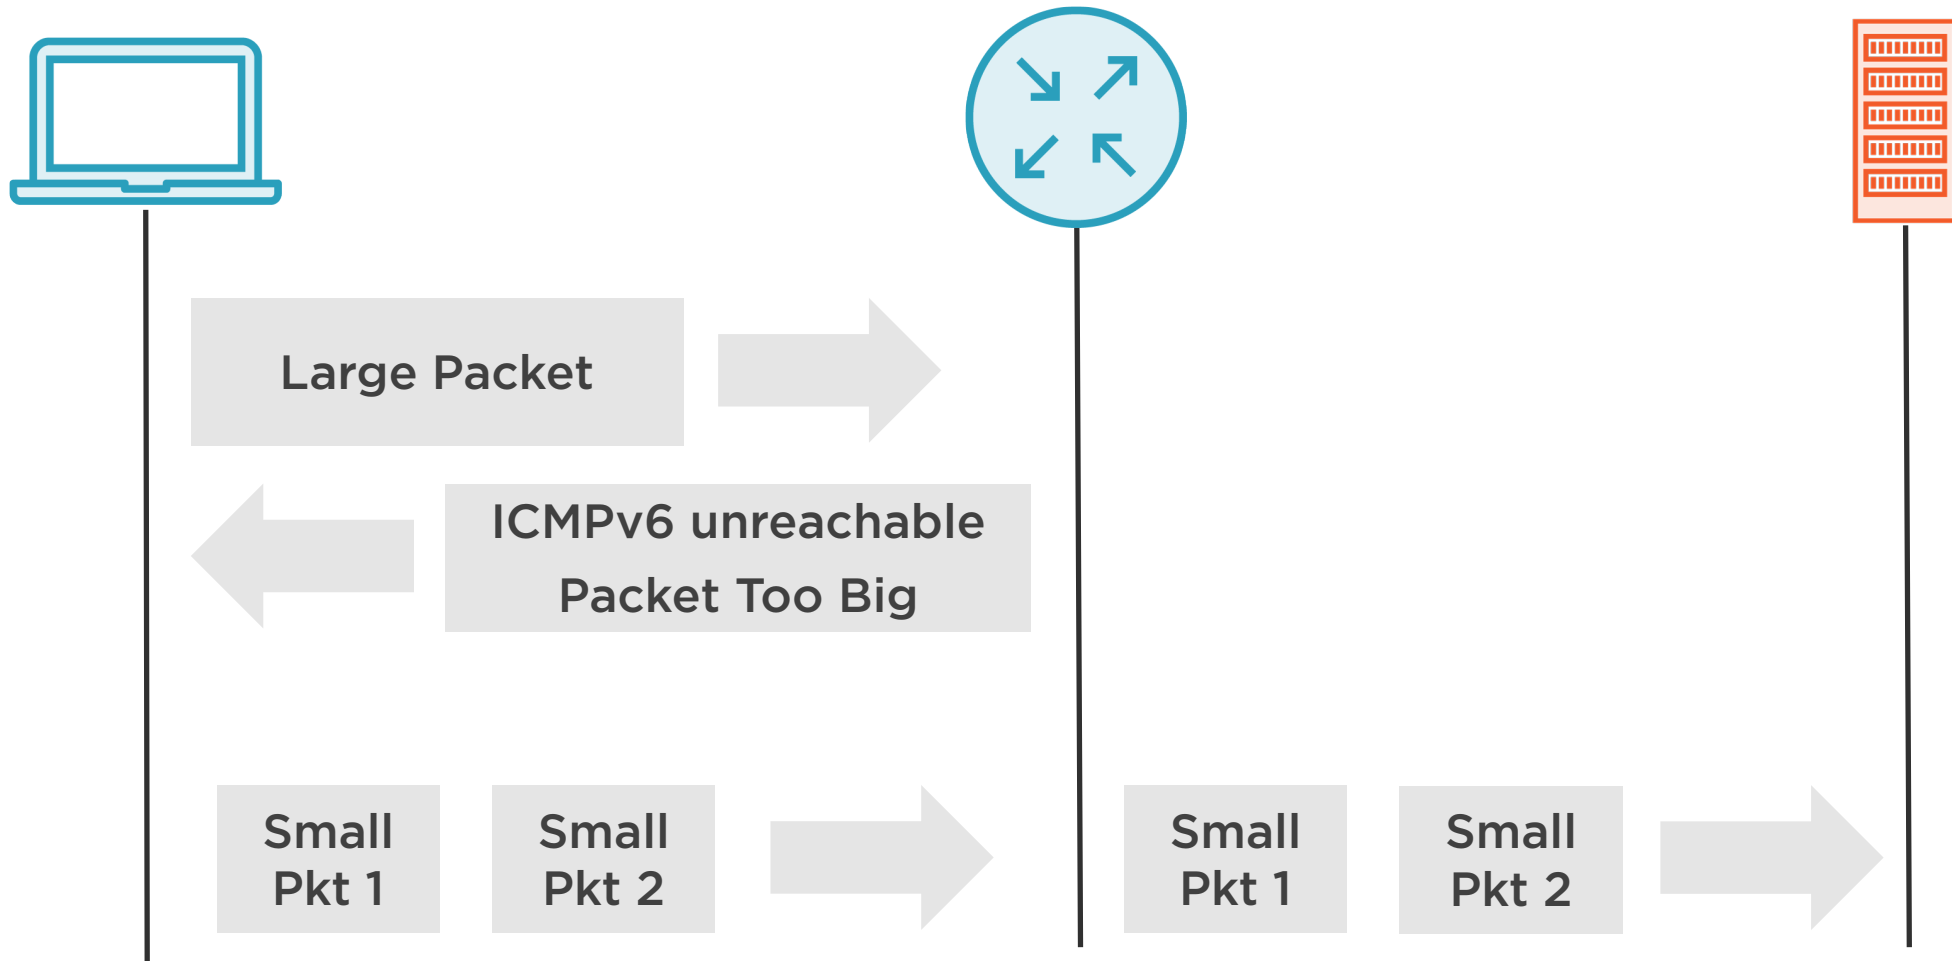 Large Packet
ICMPv6 unreachable
Packet Too Big
Small
Pkt 1
Small
Pkt 2
Small
Pkt 1
Small
Pkt 2